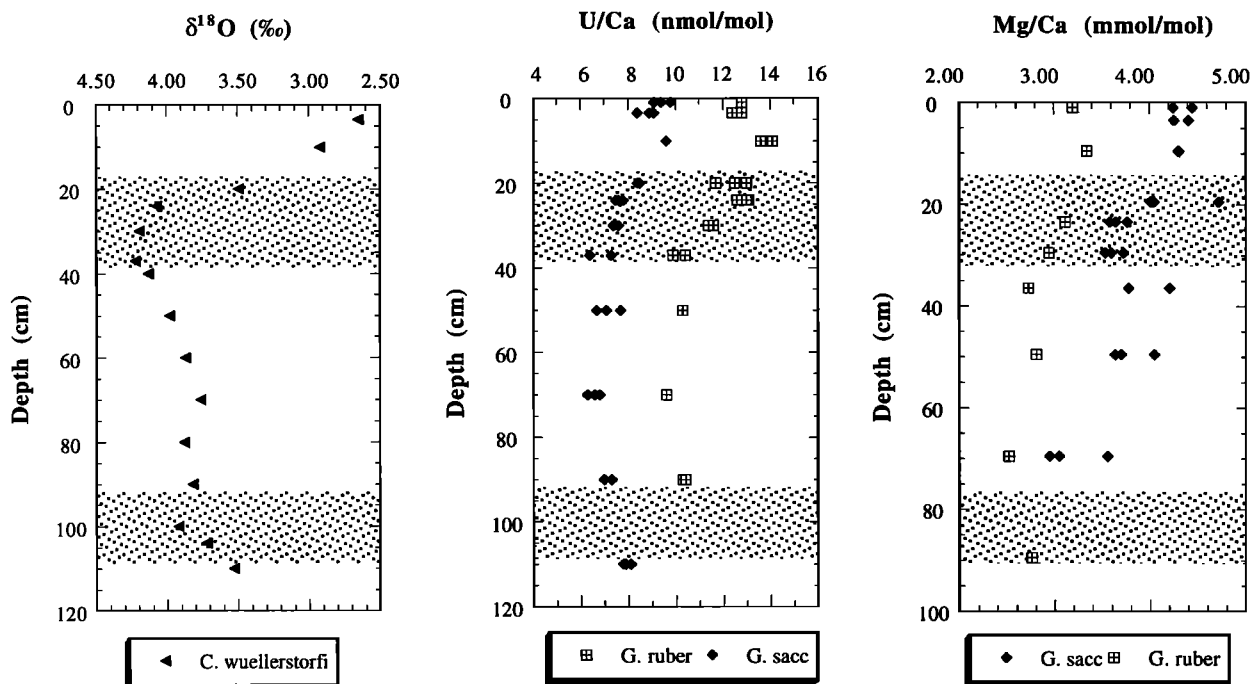 δ18O (‰)
4.50 4.00 3.50 3.00 2.50
0
20
40
60
80
100
120
Depth (cm)
C. wuellerstorfi
U/Ca (nmol/mol)
4 6 8 10 12 14 16
0
20
40
60
80
100
120
Depth (cm)
G. ruber G. sacc
Mg/Ca (mmol/mol)
2.00 3.00 4.00 5.00
0
20
40
60
80
100
Depth (cm)
G. sacc G. ruber